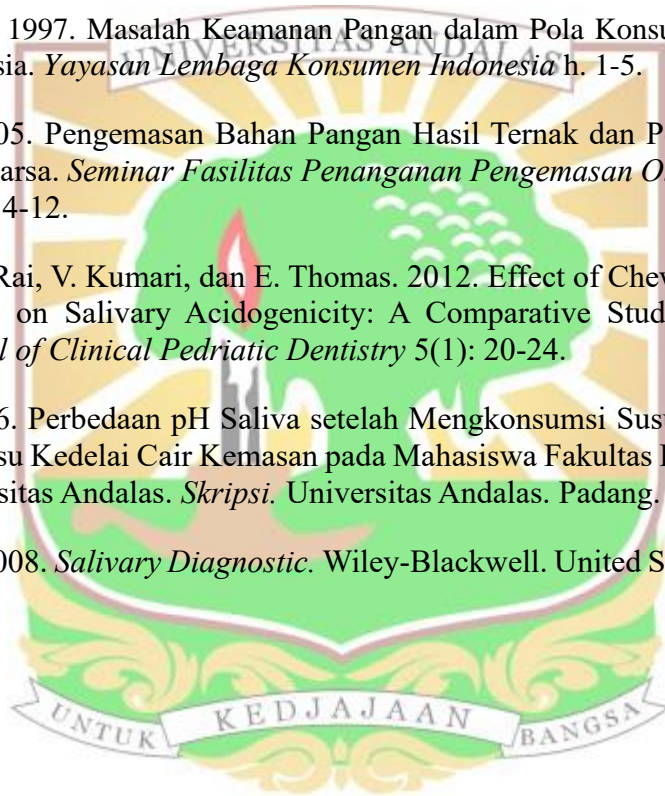 1997. Masalah Keamanan Pangan dalam Pola Konsu
UNIVERSITAS ANDALAS
sia. Yayasan Lembaga Konsumen Indonesia h. 1-5.
05. Pengemasan Bahan Pangan Hasil Ternak dan P
arsa. Seminar Fasilitas Penanganan Pengemasan O
4-12.
Rai, V. Kumari, dan E. Thomas. 2012. Effect of Chew
on Salivary Acidogenicity: A Comparative Stud
l of Clinical Pedriatic Dentistry 5(1): 20-24.
6. Perbedaan pH Saliva setelah Mengkonsumsi Susu
su Kedelai Cair Kemasan pada Mahasiswa Fakultas
sitas Andalas. Skripsi. Universitas Andalas. Padang.
008. Salivary Diagnostic. Wiley-Blackwell. United S
UNTUK KEDJAJAAN BANGSA